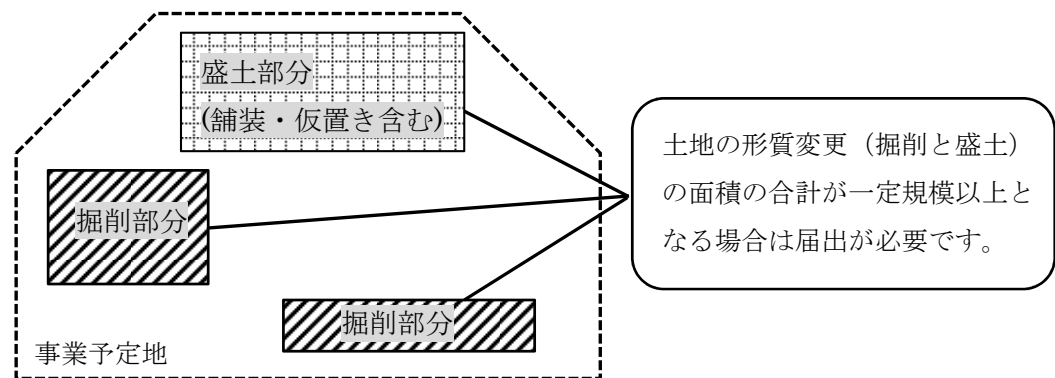 盛土部分
(舗装・仮置き含む)
土地の形質変更（掘削と盛土）
の面積の合計が一定規模以上と
なる場合は届出が必要です。
掘削部分
掘削部分
事業予定地